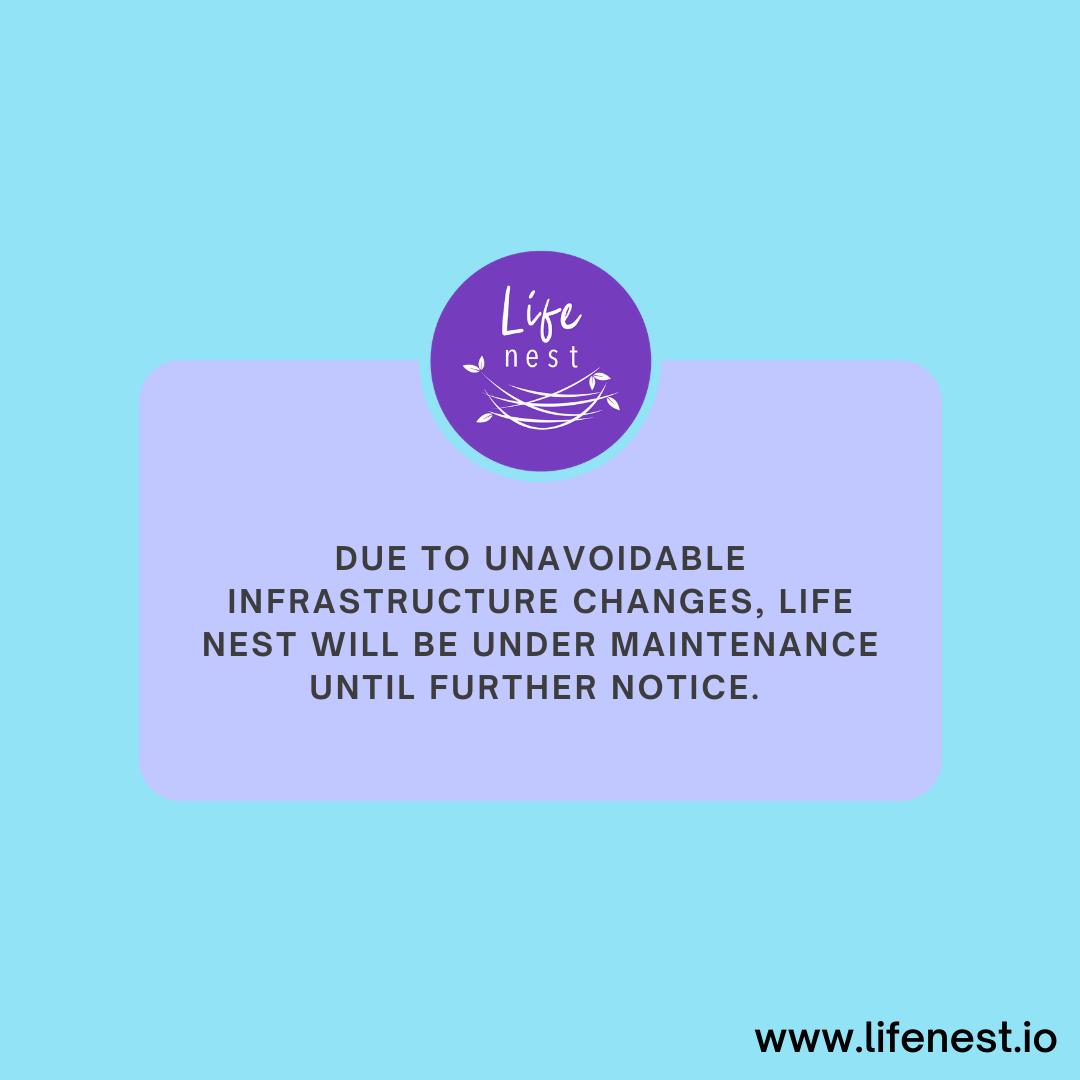 Life
nest
DUE TO UNAVOIDABLE
INFRASTRUCTURE CHANGES, LIFE
NEST WILL BE UNDER MAINTENANCE
UNTIL FURTHER NOTICE.
www.lifenest.io